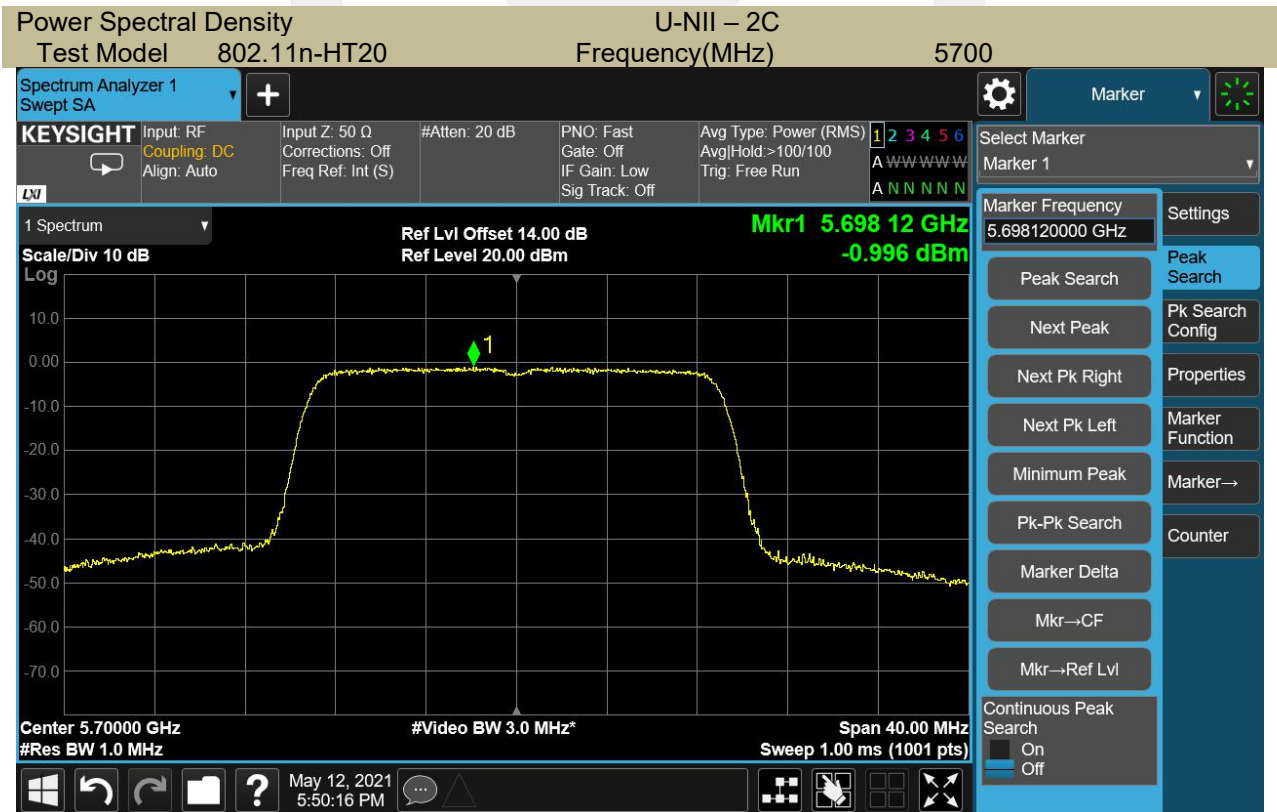 Power Spectral Density U-NII – 2C
Test Model 802.11n-HT20 Frequency(MHz) 5700
Spectrum Analyzer 1
Swept SA
+
Marker
KEYSIGHT
LXI
Input: RF
Coupling: DC
Align: Auto
Input Z: 50 Ω
Corrections: Off
Freq Ref: Int (S)
#Atten: 20 dB
PNO: Fast
Gate: Off
IF Gain: Low
Sig Track: Off
Avg Type: Power (RMS)
Avg|Hold:>100/100
Trig: Free Run
1 2 3 4 5 6
A W W W W W
A N N N N N
Select Marker
Marker 1
1 Spectrum
Scale/Div 10 dB
Ref Lvl Offset 14.00 dB
Ref Level 20.00 dBm
Mkr1 5.698 12 GHz
-0.996 dBm
Log
10.0
0.00
-10.0
-20.0
-30.0
-40.0
-50.0
-60.0
-70.0
1
Center 5.70000 GHz
#Res BW 1.0 MHz
#Video BW 3.0 MHz*
Span 40.00 MHz
Sweep 1.00 ms (1001 pts)
Marker Frequency
5.698120000 GHz
Peak Search
Next Peak
Next Pk Right
Next Pk Left
Minimum Peak
Pk-Pk Search
Marker Delta
Mkr→CF
Mkr→Ref Lvl
Continuous Peak
Search
On
Off
Settings
Peak
Search
Pk Search
Config
Properties
Marker
Function
Marker→
Counter
?
May 12, 2021
5:50:16 PM